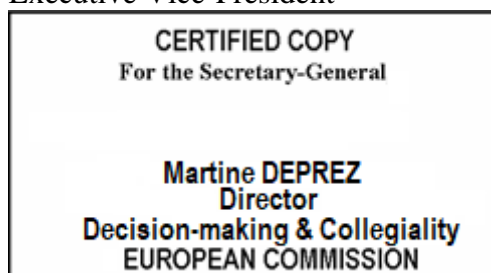 Executive Vice-President
CERTIFIED COPY
For the Secretary-General
Martine DEPREZ
Director
Decision-making & Collegiality
EUROPEAN COMMISSION